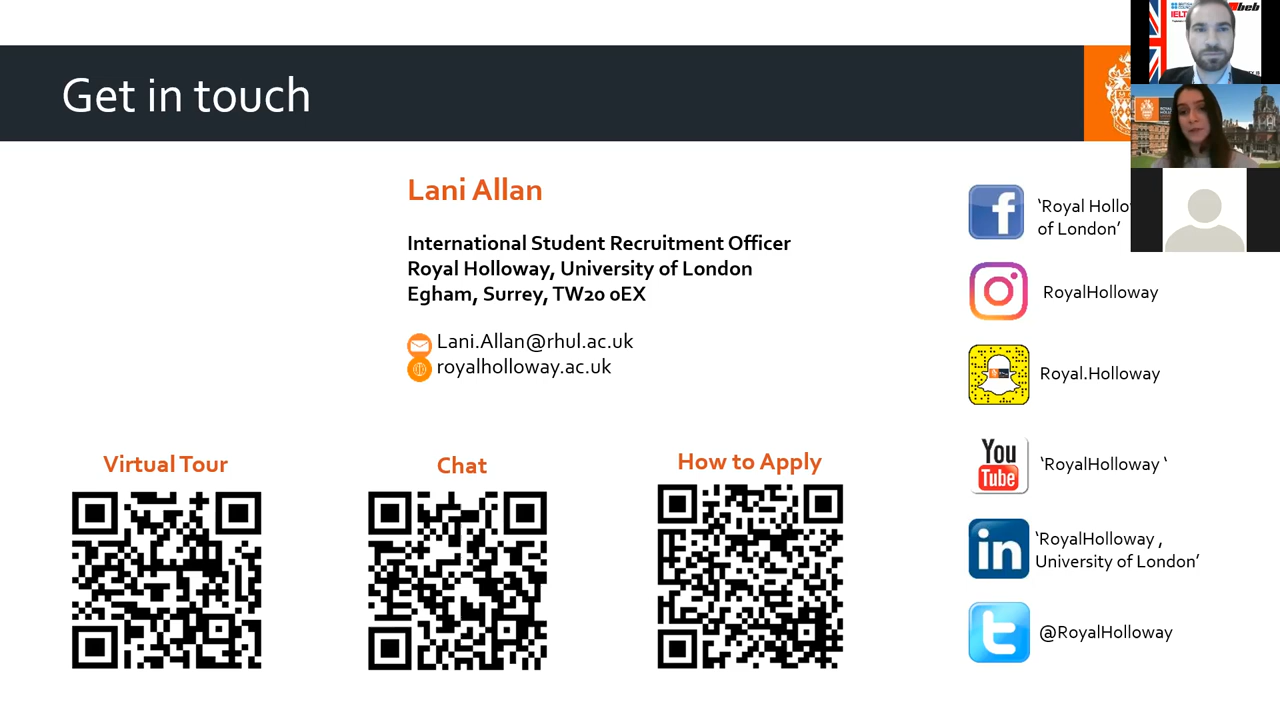 Get in touch
Lani Allan
International Student Recruitment Officer
Royal Holloway, University of London
Egham, Surrey, TW20 0EX
Lani.Allan@rhul.ac.uk
royalholloway.ac.uk
Virtual Tour
Chat
How to Apply
‘Royal
of London’
RoyalHolloway
Royal.Holloway
You
Tube
‘RoyalHolloway ‘
in
‘RoyalHolloway ,
University of London’
@RoyalHolloway
beb
IELT